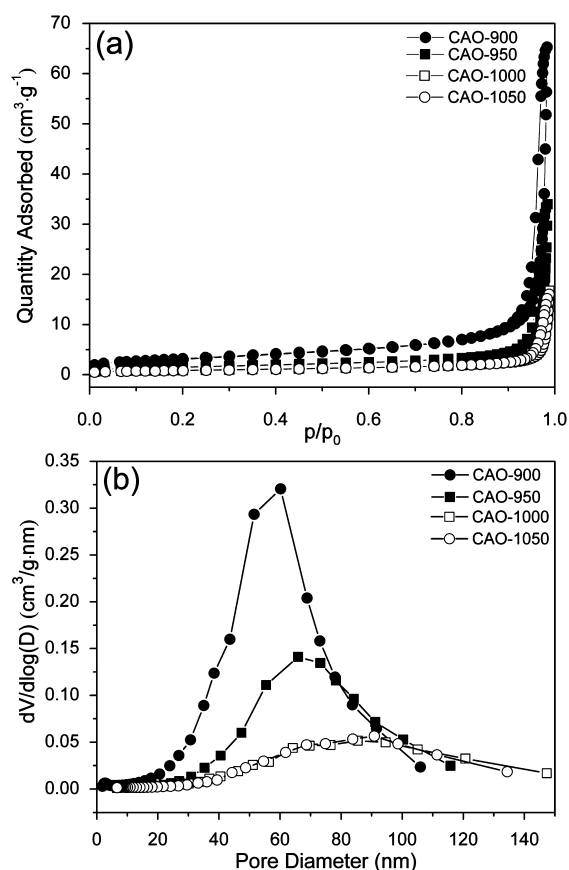 (a)
CAO-900
CAO-950
CAO-1000
CAO-1050
Quantity Adsorbed (cm³·g⁻¹)
70
60
50
40
30
20
10
0
0.0 0.2 0.4 0.6 0.8 1.0
p/p₀
(b)
CAO-900
CAO-950
CAO-1000
CAO-1050
dV/dlog(D) (cm³/g·nm)
0.35
0.30
0.25
0.20
0.15
0.10
0.05
0.00
0 20 40 60 80 100 120 140
Pore Diameter (nm)